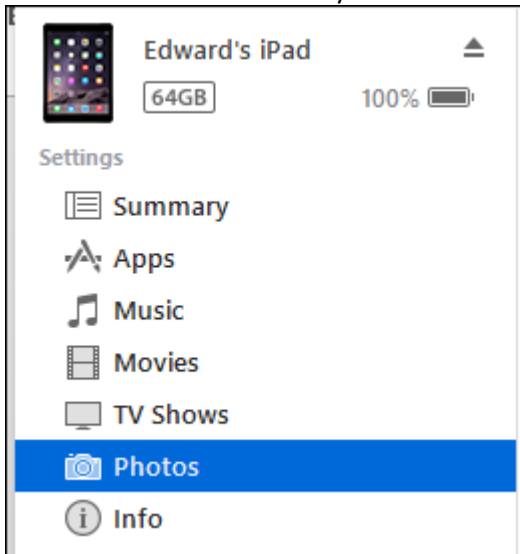 Edward's iPad
64GB 100%
Settings
Summary
Apps
Music
Movies
TV Shows
Photos
Info